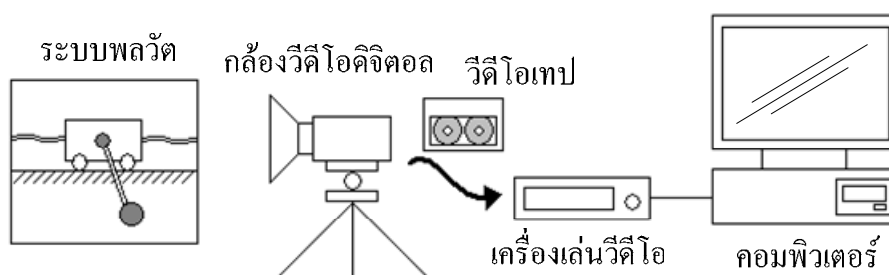 ระบบพลวัต
กล้องวีดีโอดิจิตอล
วีดีโอเทป
เครื่องเล่นวีดีโอ
คอมพิวเตอร์